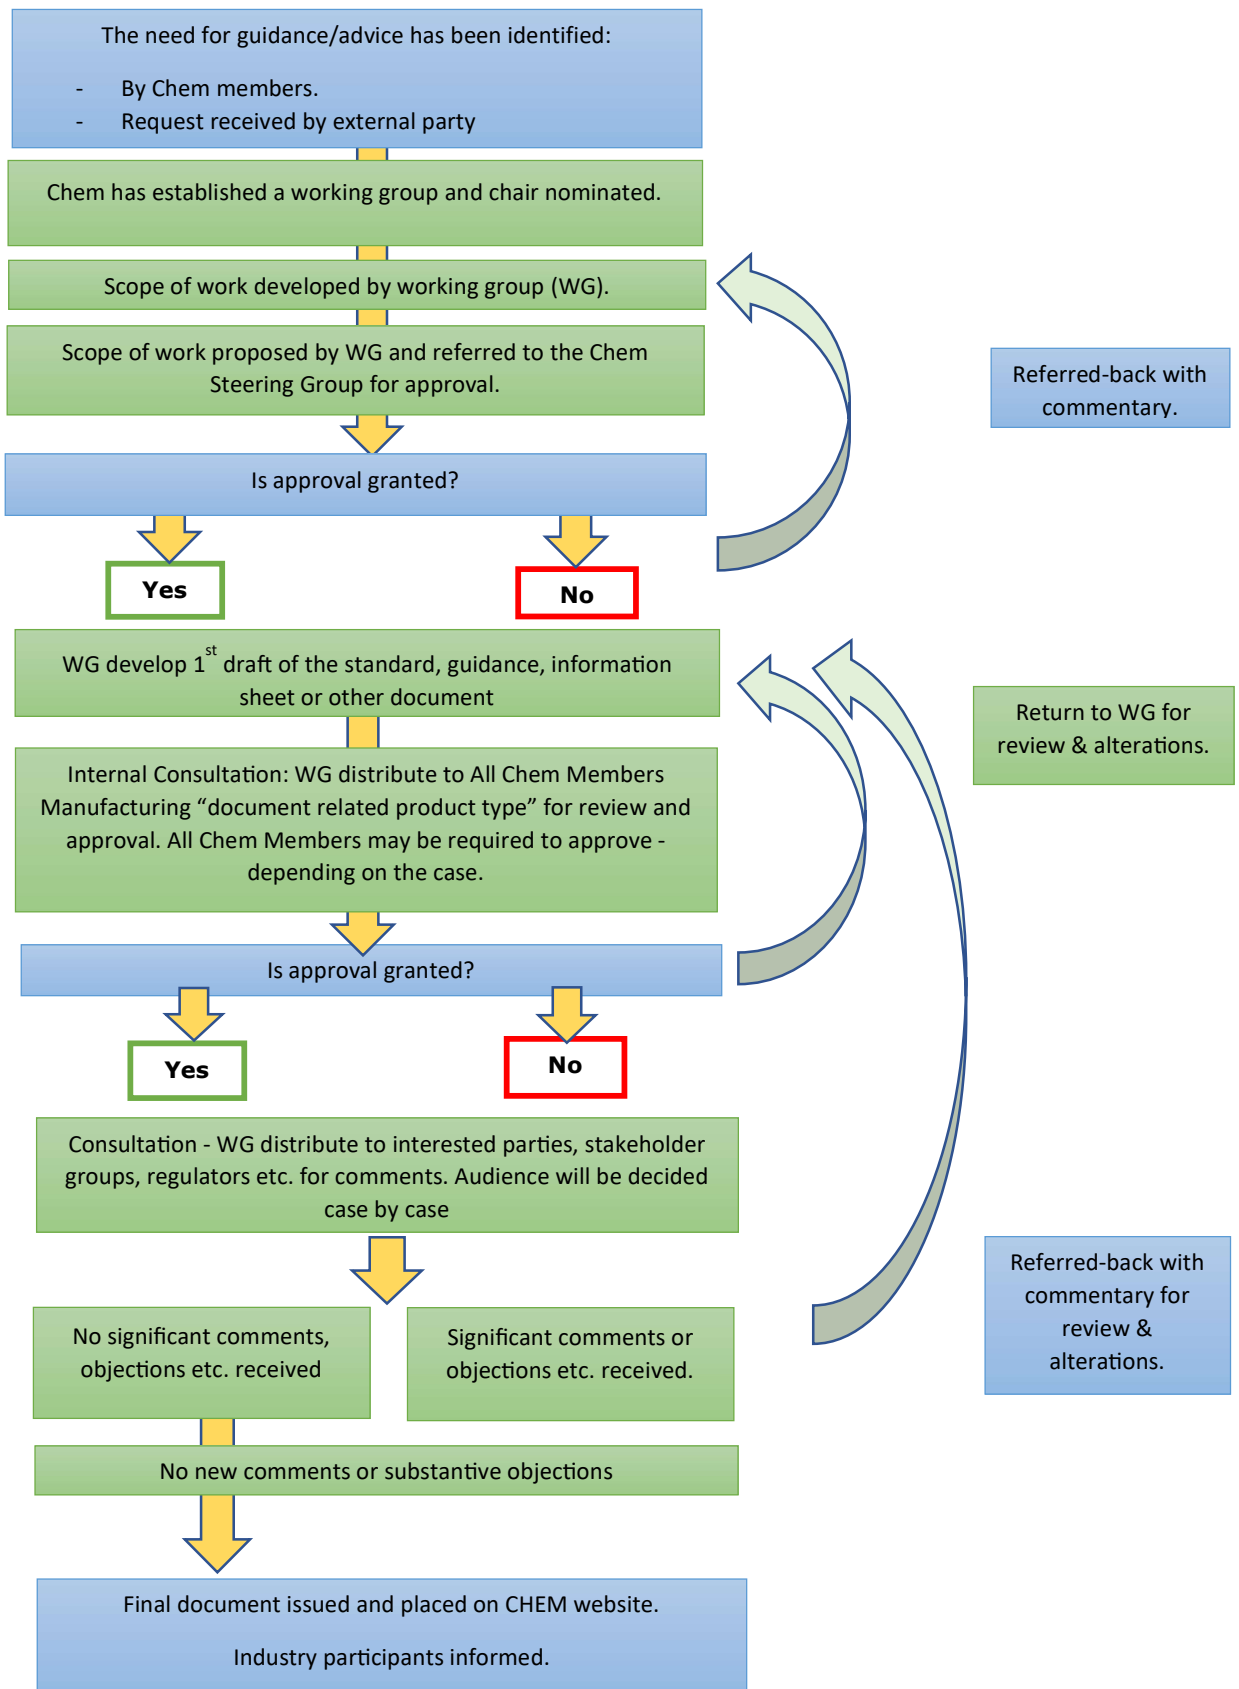 The need for guidance/advice has been identified:
- By Chem members.
- Request received by external party
Chem has established a working group and chair nominated.
Scope of work developed by working group (WG).
Scope of work proposed by WG and referred to the Chem
Steering Group for approval.
Referred-back with
commentary.
Is approval granted?
Yes
No
WG develop 1st draft of the standard, guidance, information
sheet or other document
Return to WG for
review & alterations.
Internal Consultation: WG distribute to All Chem Members
Manufacturing “document related product type” for review and
approval. All Chem Members may be required to approve -
depending on the case.
Is approval granted?
Yes
No
Consultation - WG distribute to interested parties, stakeholder
groups, regulators etc. for comments. Audience will be decided
case by case
Referred-back with
commentary for
review &
alterations.
No significant comments,
objections etc. received
Significant comments or
objections etc. received.
No new comments or substantive objections
Final document issued and placed on CHEM website.
Industry participants informed.